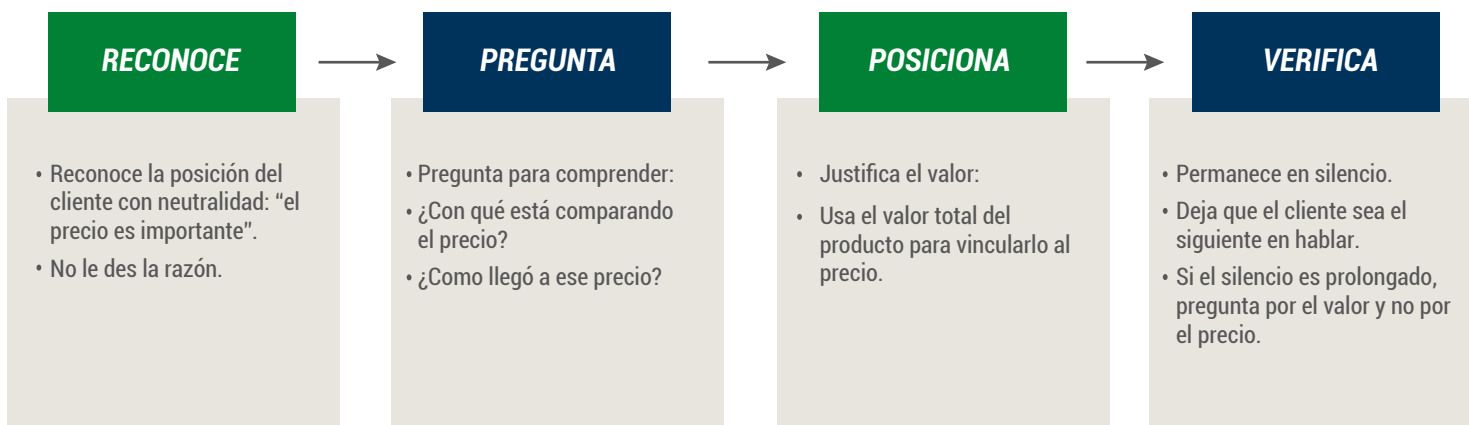 RECONOCE
• Reconoce la posición del
cliente con neutralidad: “el
precio es importante”.
• No le des la razón.
PREGUNTA
• Pregunta para comprender:
• ¿Con qué está comparando
el precio?
• ¿Como llegó a ese precio?
POSICIONA
• Justifica el valor:
• Usa el valor total del
producto para vincularlo al
precio.
VERIFICA
• Permanece en silencio.
• Deja que el cliente sea el
siguiente en hablar.
• Si el silencio es prolongado,
pregunta por el valor y no por
el precio.